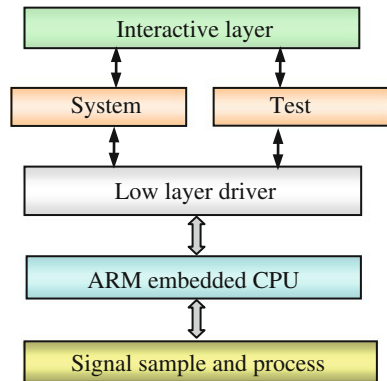 Interactive layer
System
Test
Low layer driver
ARM embedded CPU
Signal sample and process